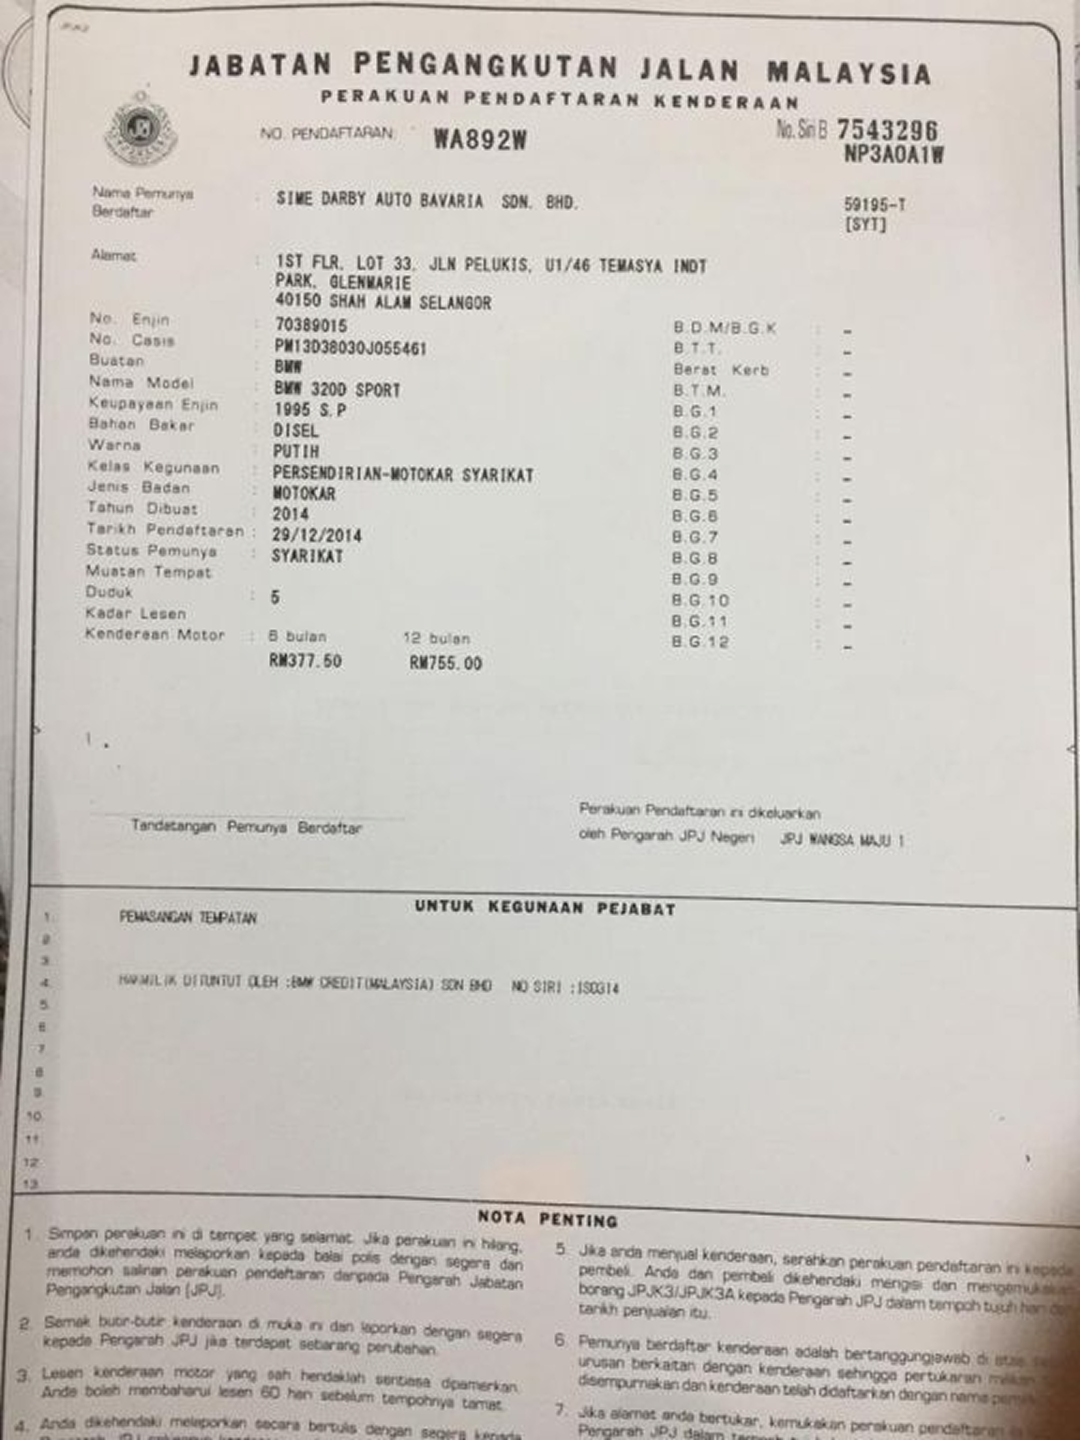 JABATAN PENGANGKUTAN JALAN MALAYSIA
PERAKUAN PENDAFTARAN KENDERAAN
NO. PENDAFTARAN: WA892W
No. Siri B 7543296
NP3A0A1W
Nama Pemunya Berdaftar : SIME DARBY AUTO BAVARIA SDN. BHD.
59195-T
[SYT]
Alamat : 1ST FLR, LOT 33, JLN PELUKIS, U1/46 TEMASYA INDT
PARK, GLENMARIE
40150 SHAH ALAM SELANGOR
No. Enjin : 70389015
No. Casis : PM13D38030J055461
Buatan : BMW
Nama Model : BMW 320D SPORT
Keupayaan Enjin : 1995 S.P
Bahan Bakar : DISEL
Warna : PUTIH
Kelas Kegunaan : PERSENDIRIAN-MOTOKAR SYARIKAT
Jenis Badan : MOTOKAR
Tahun Dibuat : 2014
Tarikh Pendaftaran : 29/12/2014
Status Pemunya : SYARIKAT
Muatan Tempat
Duduk : 5
Kadar Lesen
Kenderaan Motor : 6 bulan 12 bulan
RM377.50 RM755.00
B.D.M/B.G.K : -
B.T.T. : -
Berat Kerb : -
B.T.M. : -
B.G.1 : -
B.G.2 : -
B.G.3 : -
B.G.4 : -
B.G.5 : -
B.G.6 : -
B.G.7 : -
B.G.8 : -
B.G.9 : -
B.G.10 : -
B.G.11 : -
B.G.12 : -
Tandatangan Pemunya Berdaftar
Perakuan Pendaftaran ini dikeluarkan
oleh Pengarah JPJ Negeri JPJ WANGSA MAJU 1
UNTUK KEGUNAAN PEJABAT
1. PEMASANGAN TEMPATAN
2
3.
4. HAKMILIK DITUNTUT OLEH :BMW CREDIT(MALAYSIA) SDN BHD NO SIRI :ISO314
5.
6
7
8
9.
10.
11
12
13
NOTA PENTING
1. Simpan perakuan ini di tempat yang selamat. Jika perakuan ini hilang,
anda dikehendaki melaporkan kepada balai polis dengan segera dan
memohon salinan perakuan pendaftaran daripada Pengarah Jabatan
Pengangkutan Jalan (JPJ).
2. Semak butir-butir kenderaan di muka ini dan laporkan dengan segera
kepada Pengarah JPJ jika terdapat sebarang perubahan.
3. Lesen kenderaan motor yang sah hendaklah sentiasa dipamerkan.
Anda boleh membaharui lesen 60 hari sebelum tempohnya tamat.
4. Anda dikehendaki melaporkan secara bertulis dengan segera kepada
5. Jika anda menjual kenderaan, serahkan perakuan pendaftaran ini kepada
pembeli. Anda dan pembeli dikehendaki mengisi dan mengemukakan
borang JPJK3/JPJK3A kepada Pengarah JPJ dalam tempoh tujuh hari dari
tarikh penjualan itu.
6. Pemunya berdaftar kenderaan adalah bertanggungjawab di atas
urusan berkaitan dengan kenderaan sehingga pertukaran milikan
disempurnakan dan kenderaan telah didaftarkan dengan nama
7. Jika alamat anda bertukar, kemukakan perakuan pendaftaran
Pengarah JPJ dalam tempoh